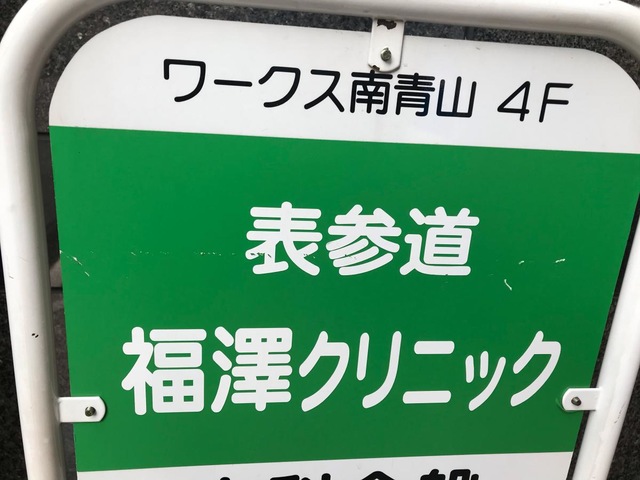 ワークス南青山 4F
表参道
福澤クリニック